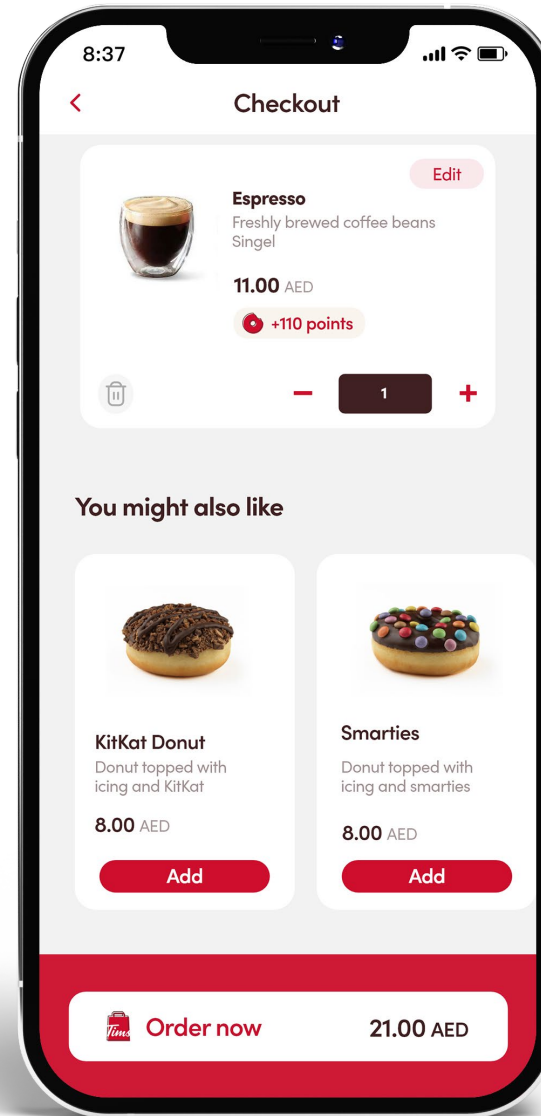 8:37
Checkout
Edit
Espresso
Freshly brewed coffee beans
Singel
11.00 AED
+110 points
1
You might also like
KitKat Donut
Donut topped with
icing and KitKat
8.00 AED
Add
Smarties
Donut topped with
icing and smarties
8.00 AED
Add
Tims
Order now
21.00 AED